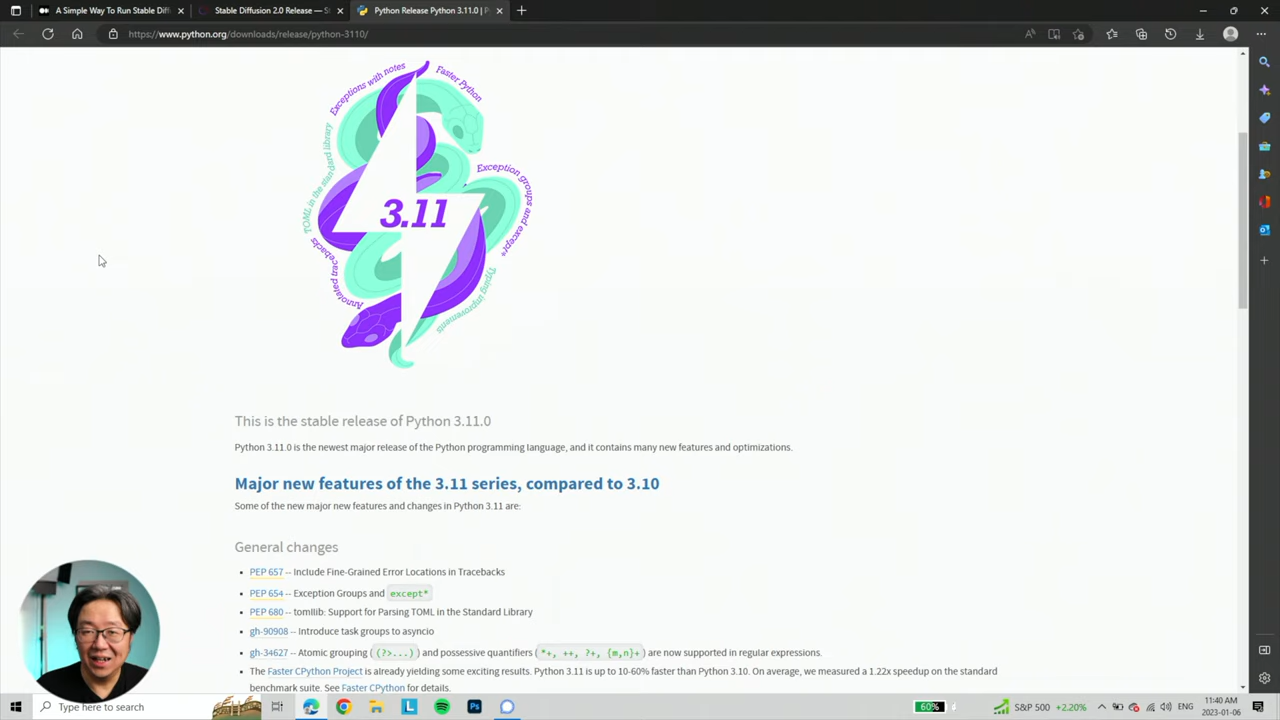 A Simple Way To Run Stable Diff
Stable Diffusion 2.0 Release — St
Python Release Python 3.11.0 | P
https://www.python.org/downloads/release/python-3110/
Exceptions with notes
Faster Python
TOML in the standard library
Exception groups and except*
3.11
Annotated tracebacks
Typing improvements
This is the stable release of Python 3.11.0
Python 3.11.0 is the newest major release of the Python programming language, and it contains many new features and optimizations.
Major new features of the 3.11 series, compared to 3.10
Some of the new major new features and changes in Python 3.11 are:
General changes
PEP 657 -- Include Fine-Grained Error Locations in Tracebacks
PEP 654 -- Exception Groups and except*
PEP 680 -- tomllib: Support for Parsing TOML in the Standard Library
gh-90908 -- Introduce task groups to asyncio
gh-34627 -- Atomic grouping ((?>...)) and possessive quantifiers (*+, ++, ?+, {m,n}+) are now supported in regular expressions.
The Faster CPython Project is already yielding some exciting results. Python 3.11 is up to 10-60% faster than Python 3.10. On average, we measured a 1.22x speedup on the standard
benchmark suite. See Faster CPython for details.
Type here to search
L
Ps
60%
S&P 500 +2.20%
11:40 AM
2023-01-06